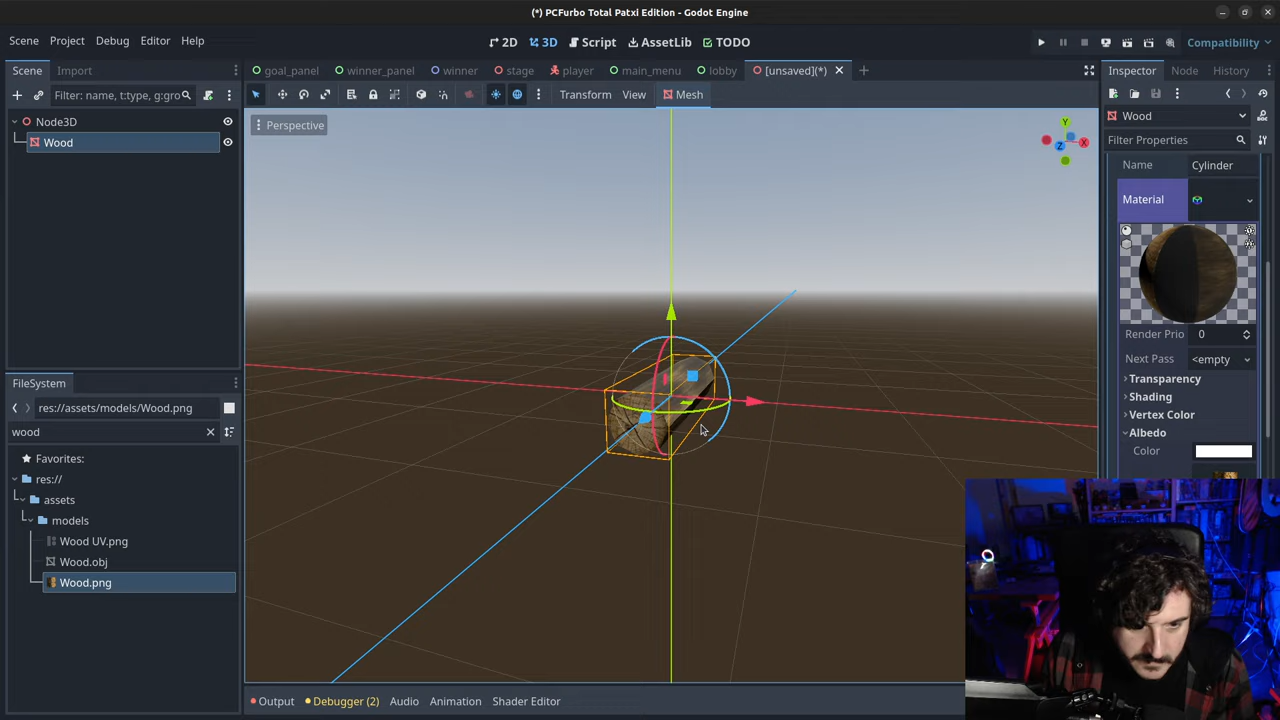 (*) PCFurbo Total Patxi Edition - Godot Engine
Scene Project Debug Editor Help
2D 3D Script AssetLib TODO
Compatibility
Scene Import
goal_panel winner_panel winner stage player main_menu lobby [unsaved](*)
Inspector Node History
Filter: name, t:type, g:gro
Transform View Mesh
Wood
Filter Properties
Node3D
Wood
Perspective
Y
Z
X
Name Cylinder
Material
Render Prio 0
Next Pass <empty
Transparency
Shading
Vertex Color
Albedo
Color
FileSystem
res://assets/models/Wood.png
wood
Favorites:
res://
assets
models
Wood UV.png
Wood.obj
Wood.png
Output Debugger (2) Audio Animation Shader Editor